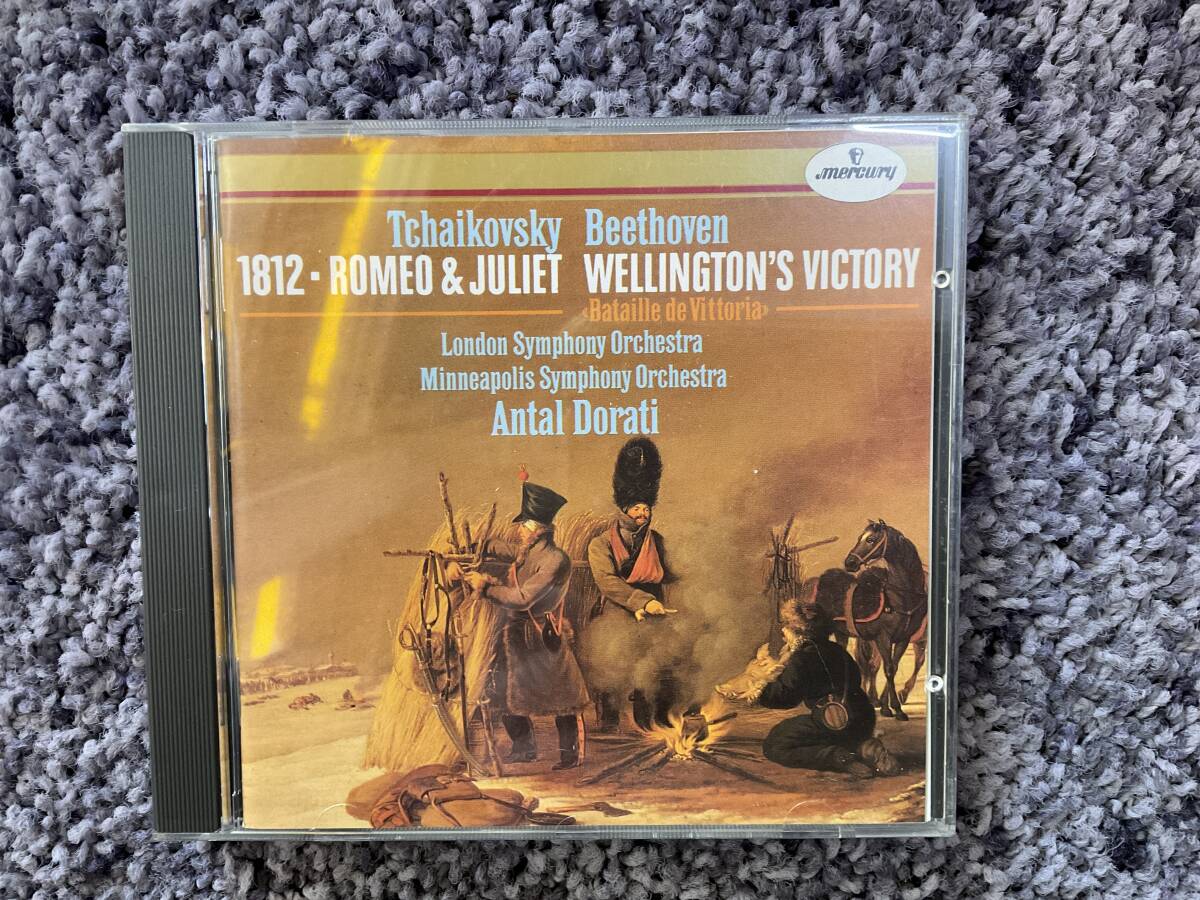 mercury
Tchaikovsky
1812 · ROMEO & JULIET
Beethoven
WELLINGTON'S VICTORY
«Bataille de Vittoria»
London Symphony Orchestra
Minneapolis Symphony Orchestra
Antal Dorati